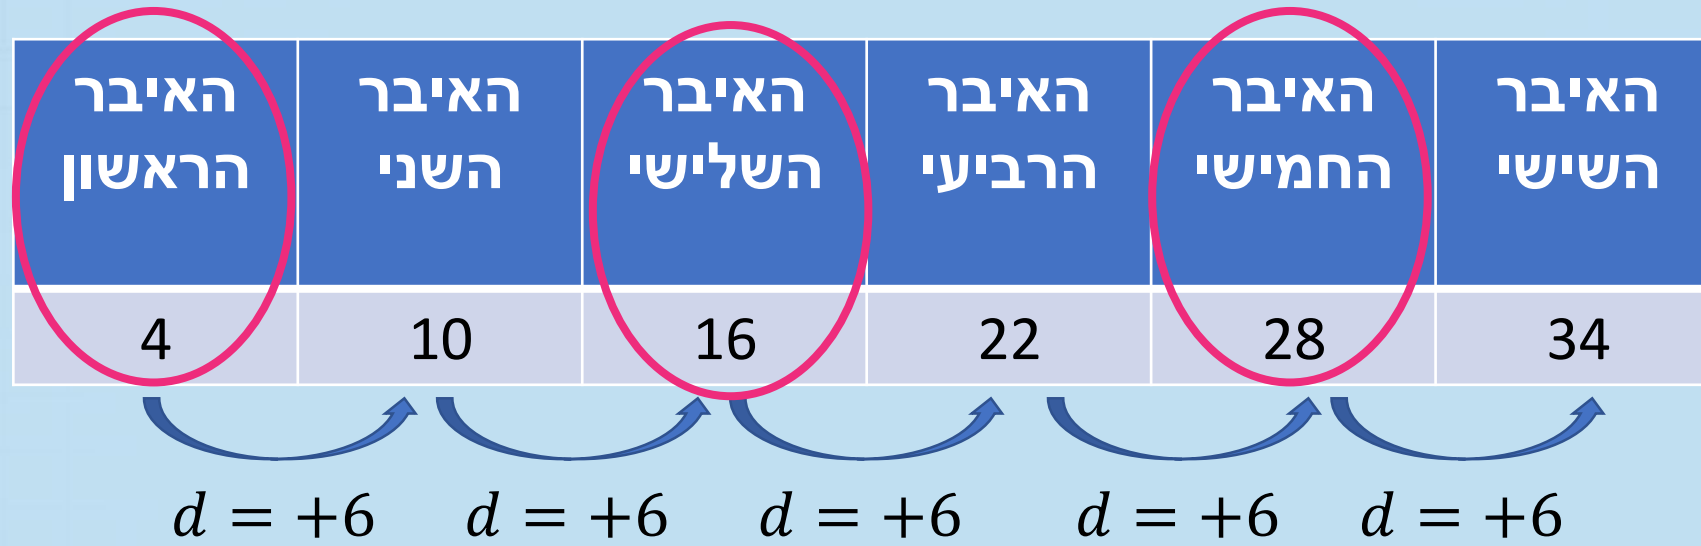 האיבר הראשון
האיבר השני
האיבר השלישי
האיבר הרביעי
האיבר החמישי
האיבר השישי
4 10 16 22 28 34
d = +6 d = +6 d = +6 d = +6 d = +6